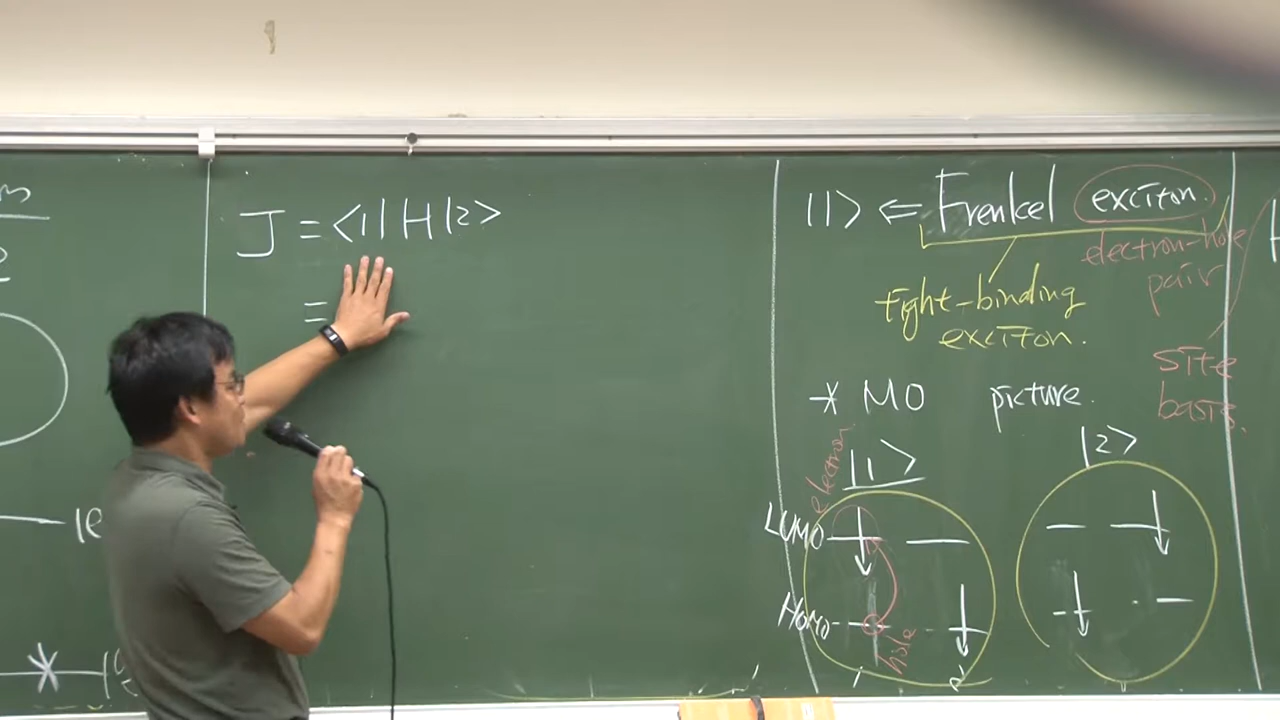 J = <1|H|2>
=
|1> ⇐ Frenkel exciton.
electron-hole
pair
tight-binding
exciton.
site
basis.
* MO picture.
electron
|1>
|2>
LUMO
HOMO
hole